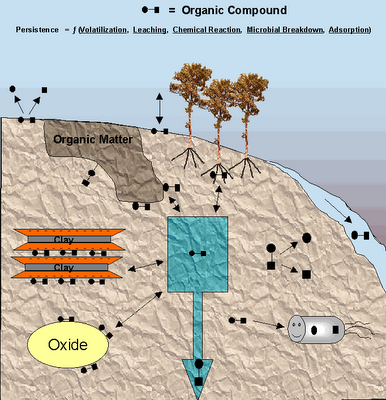 = Organic Compound
Persistence = ƒ(Volatilization, Leaching, Chemical Reaction, Microbial Breakdown, Adsorption)
Organic Matter
Clay
Clay
Oxide